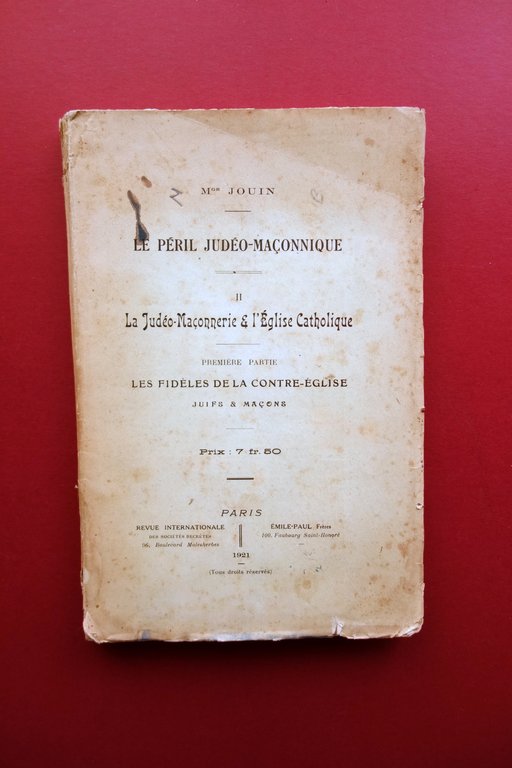 Mgr JOUIN
LE PÉRIL JUDÉO-MAÇONNIQUE
II
La Judéo-Maçonnerie & l'Église Catholique
PREMIÈRE PARTIE
LES FIDÈLES DE LA CONTRE-ÉGLISE
JUIFS & MAÇONS
Prix : 7 fr. 50
PARIS
REVUE INTERNATIONALE
DES SOCIÉTÉS SECRÈTES
96, Boulevard Malesherbes
ÉMILE-PAUL Frères
100, Faubourg Saint-Honoré
1921
(Tous droits réservés)